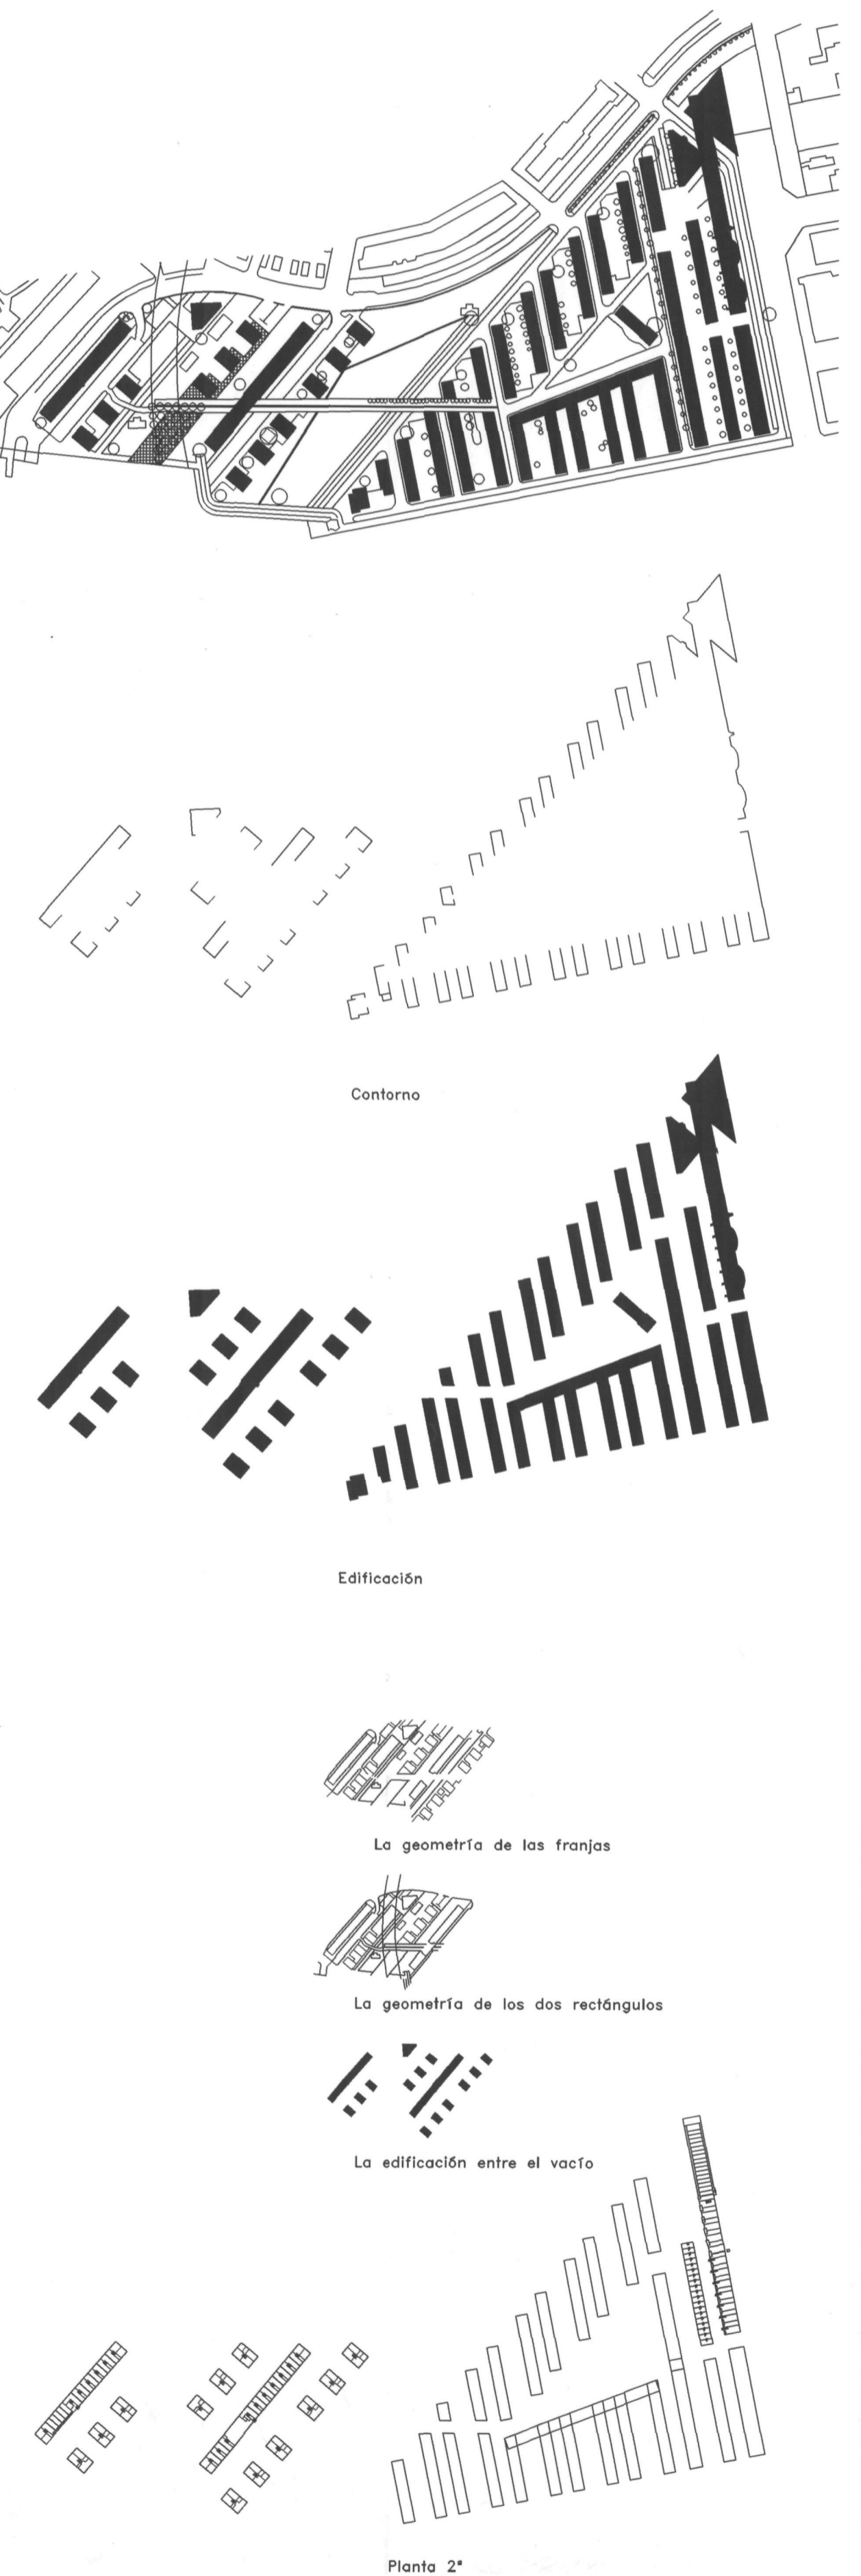 Contorno
Edificación
La geometría de las franjas
La geometría de los dos rectángulos
La edificación entre el vacío
Planta 2ª